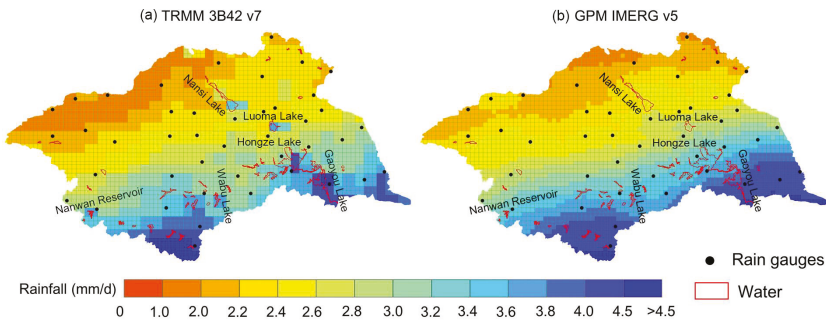 (a) TRMM 3B42 v7
(b) GPM IMERG v5
Nansi Lake
Luoma Lake
Hongze Lake
Gaoyou Lake
Wabu Lake
Nanwan Reservoir
Nansi Lake
Luoma Lake
Hongze Lake
Gaoyou Lake
Wabu Lake
Nanwan Reservoir
Rain gauges
Water
Rainfall (mm/d)
0 1.0 2.0 2.2 2.4 2.6 2.8 3.0 3.2 3.4 3.6 3.8 4.0 4.5 >4.5